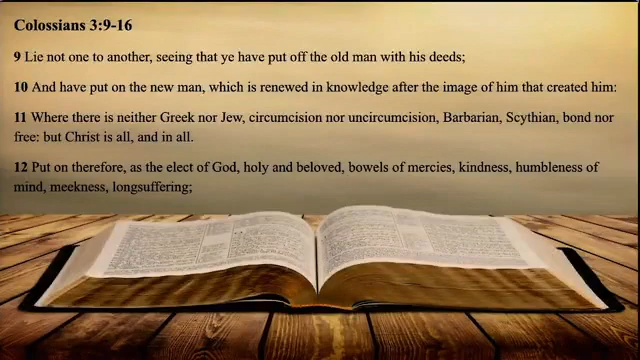 Colossians 3:9-16
9 Lie not one to another, seeing that ye have put off the old man with his deeds;
10 And have put on the new man, which is renewed in knowledge after the image of him that created him:
11 Where there is neither Greek nor Jew, circumcision nor uncircumcision, Barbarian, Scythian, bond nor
free: but Christ is all, and in all.
12 Put on therefore, as the elect of God, holy and beloved, bowels of mercies, kindness, humbleness of
mind, meekness, longsuffering;